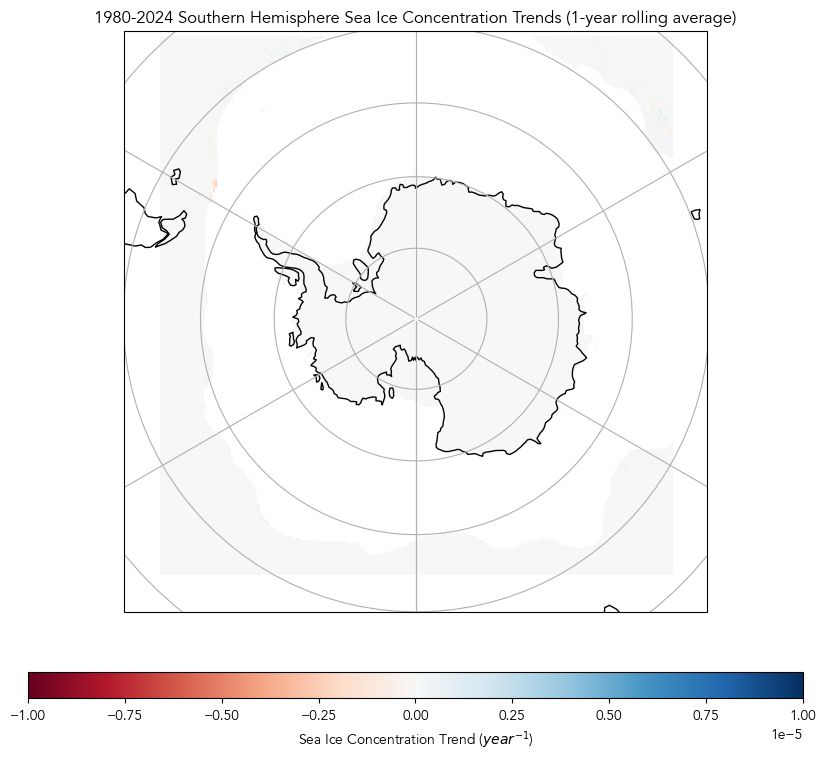 1980-2024 Southern Hemisphere Sea Ice Concentration Trends (1-year rolling average)
−1.00 −0.75 −0.50 −0.25 0.00 0.25 0.50 0.75 1.00
1e−5
Sea Ice Concentration Trend (year⁻¹)